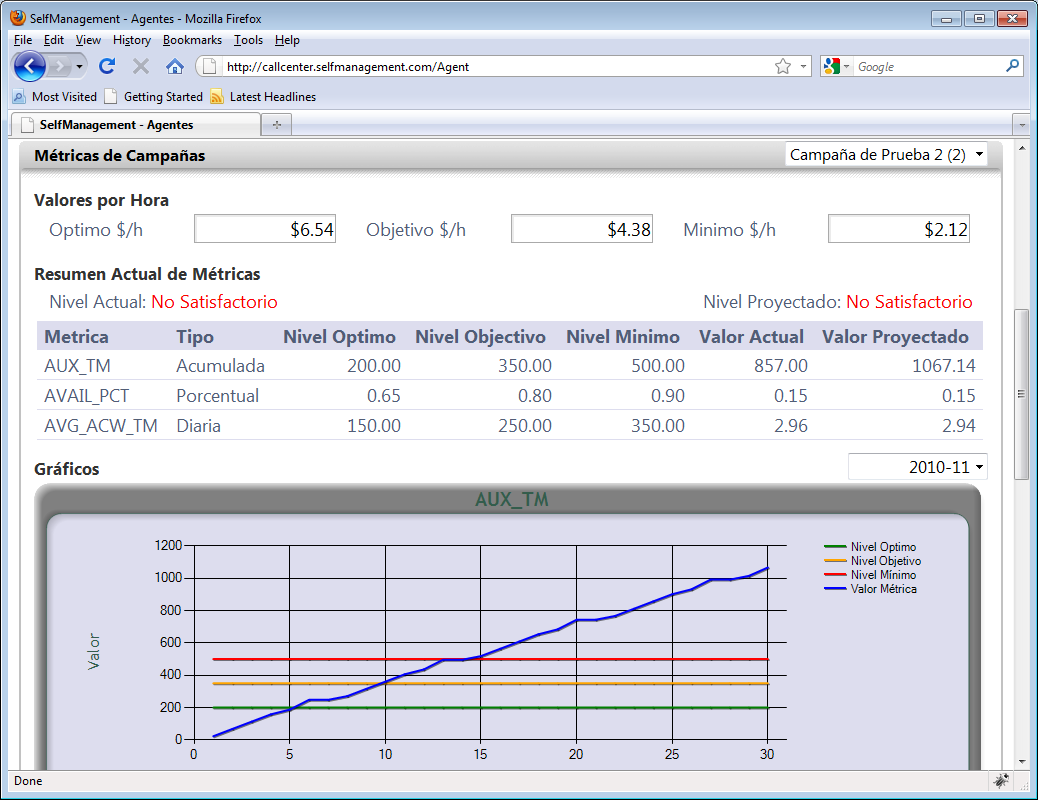 SelfManagement - Agentes - Mozilla Firefox
File Edit View History Bookmarks Tools Help
http://callcenter.selfmanagement.com/Agent Google
Most Visited Getting Started Latest Headlines
SelfManagement - Agentes
Métricas de Campañas Campaña de Prueba 2 (2)
Valores por Hora
Optimo $/h $6.54 Objetivo $/h $4.38 Minimo $/h $2.12
Resumen Actual de Métricas
Nivel Actual: No Satisfactorio Nivel Proyectado: No Satisfactorio
Metrica Tipo Nivel Optimo Nivel Objectivo Nivel Minimo Valor Actual Valor Proyectado
AUX_TM Acumulada 200.00 350.00 500.00 857.00 1067.14
AVAIL_PCT Porcentual 0.65 0.80 0.90 0.15 0.15
AVG_ACW_TM Diaria 150.00 250.00 350.00 2.96 2.94
Gráficos 2010-11
AUX_TM
Nivel Optimo
Nivel Objetivo
Nivel Mínimo
Valor Métrica
Valor
1200
1000
800
600
400
200
0
0 5 10 15 20 25 30
Done